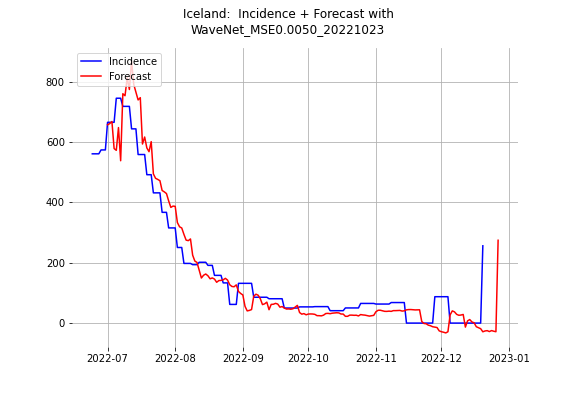 Iceland:  Incidence + Forecast with
WaveNet_MSE0.0050_20221023
Incidence
Forecast
800
600
400
200
0
2022-07 2022-08 2022-09 2022-10 2022-11 2022-12 2023-01